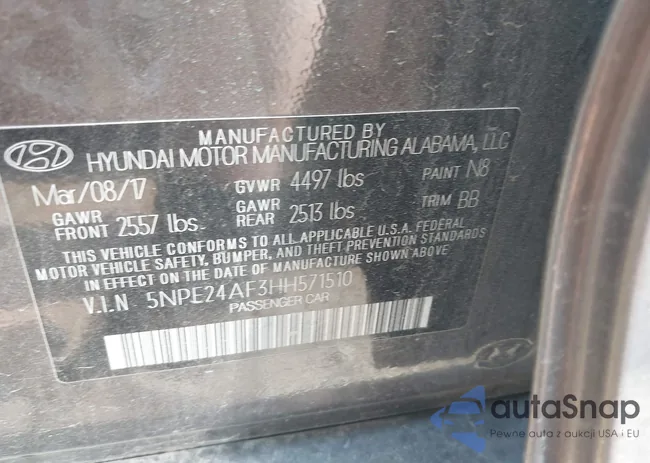 MANUFACTURED BY
HYUNDAI MOTOR MANUFACTURING ALABAMA, LLC
Mar/08/17 GVWR 4497 lbs PAINT N8
GAWR FRONT 2557 lbs GAWR REAR 2513 lbs TRIM BB
THIS VEHICLE CONFORMS TO ALL APPLICABLE U.S.A. FEDERAL
MOTOR VEHICLE SAFETY, BUMPER, AND THEFT PREVENTION STANDARDS
IN EFFECT ON THE DATE OF MANUFACTURE SHOWN ABOVE.
V.I.N 5NPE24AF3HH571510
PASSENGER CAR
autaSnap
Pewne auta z aukcji USA i EU